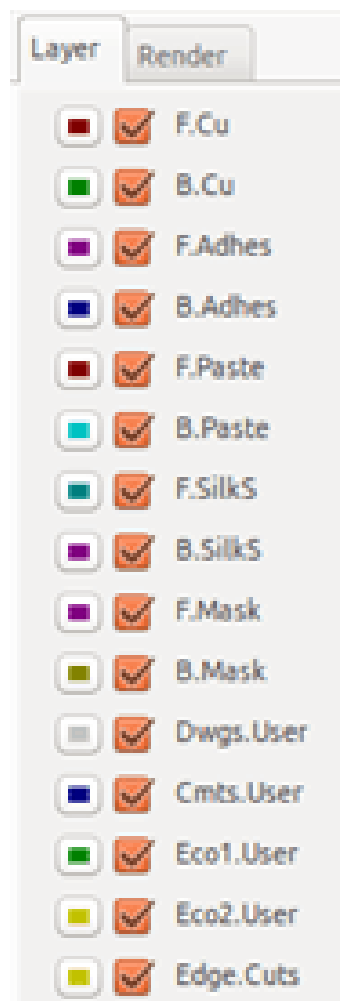 Layer Render
F.Cu
B.Cu
F.Adhes
B.Adhes
F.Paste
B.Paste
F.SilkS
B.SilkS
F.Mask
B.Mask
Dwgs.User
Cmts.User
Eco1.User
Eco2.User
Edge.Cuts